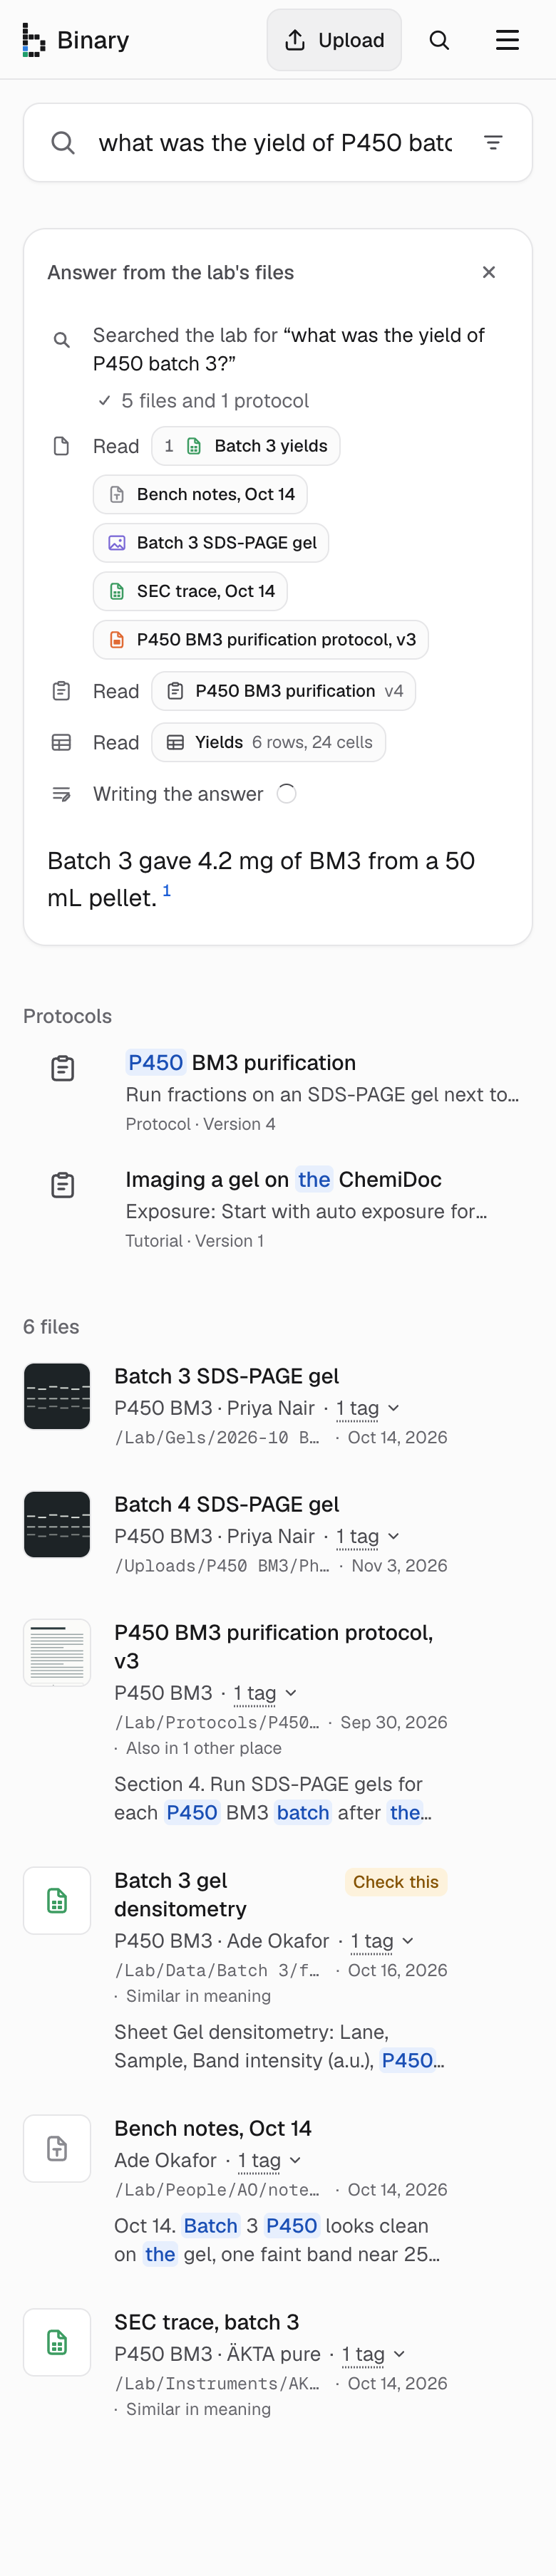 Binary
Upload
what was the yield of P450 batc
Answer from the lab's files
Searched the lab for “what was the yield of
P450 batch 3?”
5 files and 1 protocol
Read 1 Batch 3 yields
Bench notes, Oct 14
Batch 3 SDS-PAGE gel
SEC trace, Oct 14
P450 BM3 purification protocol, v3
Read P450 BM3 purification v4
Read Yields 6 rows, 24 cells
Writing the answer
Batch 3 gave 4.2 mg of BM3 from a 50
mL pellet. 1
Protocols
P450 BM3 purification
Run fractions on an SDS-PAGE gel next to...
Protocol · Version 4
Imaging a gel on the ChemiDoc
Exposure: Start with auto exposure for...
Tutorial · Version 1
6 files
Batch 3 SDS-PAGE gel
P450 BM3 · Priya Nair · 1 tag
/Lab/Gels/2026-10 B... · Oct 14, 2026
Batch 4 SDS-PAGE gel
P450 BM3 · Priya Nair · 1 tag
/Uploads/P450 BM3/Ph... · Nov 3, 2026
P450 BM3 purification protocol,
v3
P450 BM3 · 1 tag
/Lab/Protocols/P450... · Sep 30, 2026
· Also in 1 other place
Section 4. Run SDS-PAGE gels for
each P450 BM3 batch after the...
Batch 3 gel Check this
densitometry
P450 BM3 · Ade Okafor · 1 tag
/Lab/Data/Batch 3/f... · Oct 16, 2026
· Similar in meaning
Sheet Gel densitometry: Lane,
Sample, Band intensity (a.u.), P450...
Bench notes, Oct 14
Ade Okafor · 1 tag
/Lab/People/AO/note... · Oct 14, 2026
Oct 14. Batch 3 P450 looks clean
on the gel, one faint band near 25...
SEC trace, batch 3
P450 BM3 · ÄKTA pure · 1 tag
/Lab/Instruments/AK... · Oct 14, 2026
· Similar in meaning